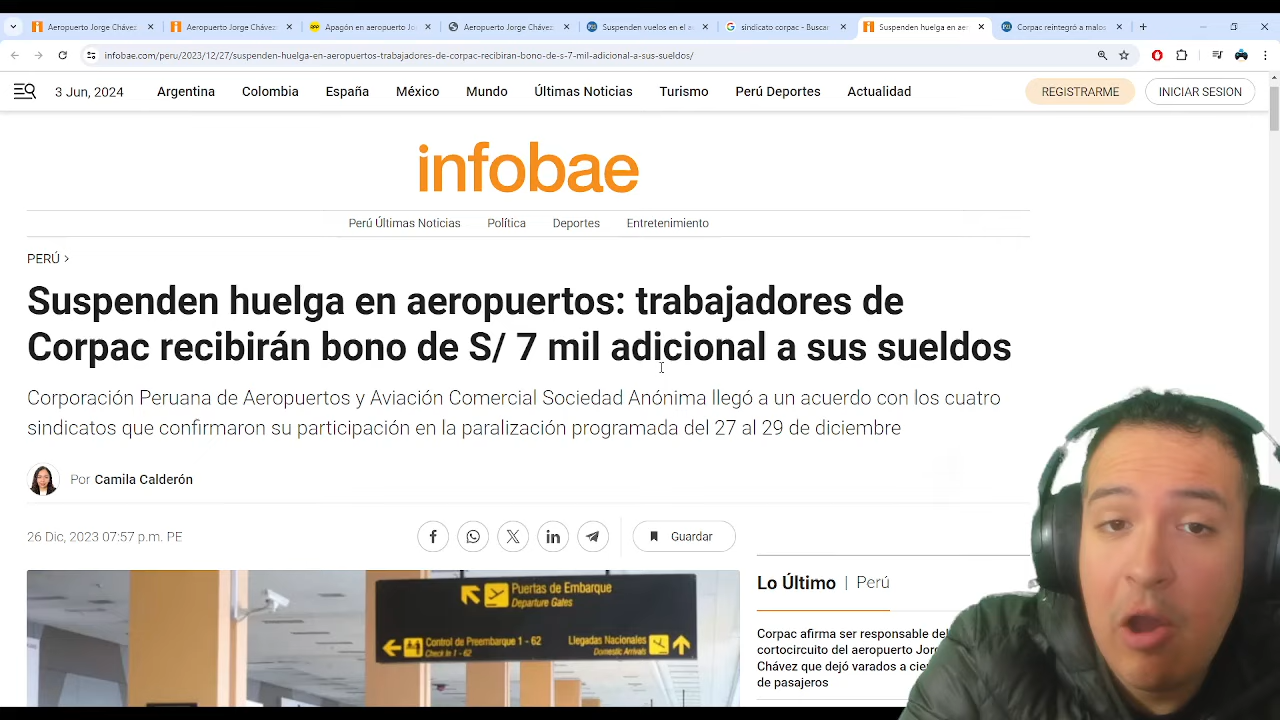 Aeropuerto Jorge Chávez
Aeropuerto Jorge Chávez:
Apagón en aeropuerto Jo
Aeropuerto Jorge Chávez:
Suspenden vuelos en el a
sindicato corpac - Buscar
Suspenden huelga en aer
Corpac reintegró a malos
infobae.com/peru/2023/12/27/suspenden-huelga-en-aeropuertos-trabajadores-de-corpac-recibiran-bono-de-s-7-mil-adicional-a-sus-sueldos/
3 Jun, 2024
Argentina
Colombia
España
México
Mundo
Últimas Noticias
Turismo
Perú Deportes
Actualidad
REGISTRARME
INICIAR SESION
infobae
Perú Últimas Noticias
Política
Deportes
Entretenimiento
PERÚ >
Suspenden huelga en aeropuertos: trabajadores de
Corpac recibirán bono de S/ 7 mil adicional a sus sueldos
Corporación Peruana de Aeropuertos y Aviación Comercial Sociedad Anónima llegó a un acuerdo con los cuatro
sindicatos que confirmaron su participación en la paralización programada del 27 al 29 de diciembre
Por Camila Calderón
26 Dic, 2023 07:57 p.m. PE
Guardar
Puertas de Embarque
Departure Gates
Control de Preembarque 1 - 62
Check In 1 - 62
Llegadas Nacionales
Domestic Arrivals
Lo Último | Perú
Corpac afirma ser responsable del
cortocircuito del aeropuerto Jor
Chávez que dejó varados a cie
de pasajeros